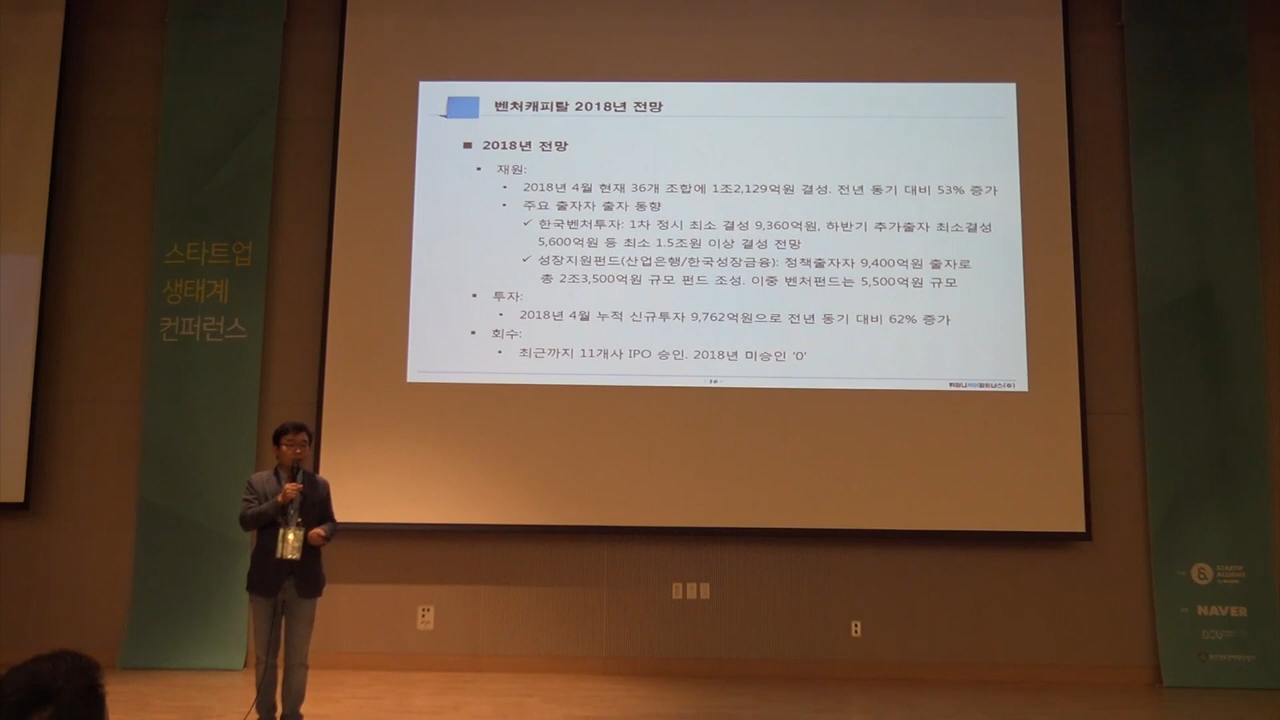 벤처캐피탈 2018년 전망
■ 2018년 전망
▪ 재원:
• 2018년 4월 현재 36개 조합에 1조2,129억원 결성. 전년 동기 대비 53% 증가
• 주요 출자자 출자 동향
✓ 한국벤처투자: 1차 정시 최소 결성 9,360억원, 하반기 추가출자 최소결성
5,600억원 등 최소 1.5조원 이상 결성 전망
✓ 성장지원펀드(산업은행/한국성장금융): 정책출자자 9,400억원 출자로
총 2조3,500억원 규모 펀드 조성. 이중 벤처펀드는 5,500억원 규모
▪ 투자:
• 2018년 4월 누적 신규투자 9,762억원으로 전년 동기 대비 62% 증가
▪ 회수:
• 최근까지 11개사 IPO 승인. 2018년 미승인 '0'
- 16 -
스타트업
생태계
컨퍼런스
STARTUP
ALLIANCE
NAVER